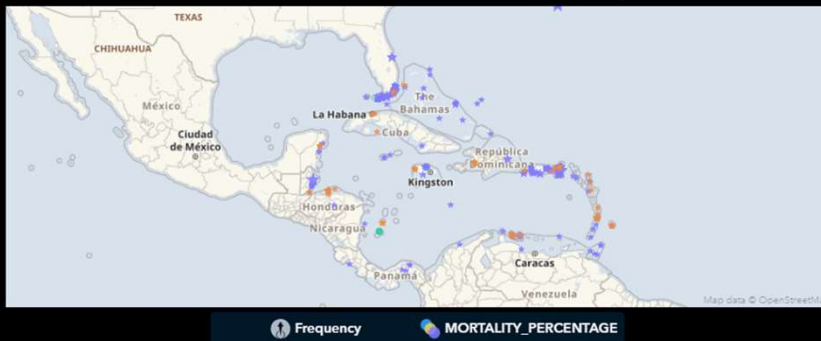 TEXAS
CHIHUAHUA
México
Ciudad
de México
La Habana
The
Bahamas
Cuba
República
Dominicana
Kingston
Honduras
Nicaragua
Panamá
Caracas
Venezuela
Map data © OpenStreetM
Frequency
MORTALITY_PERCENTAGE